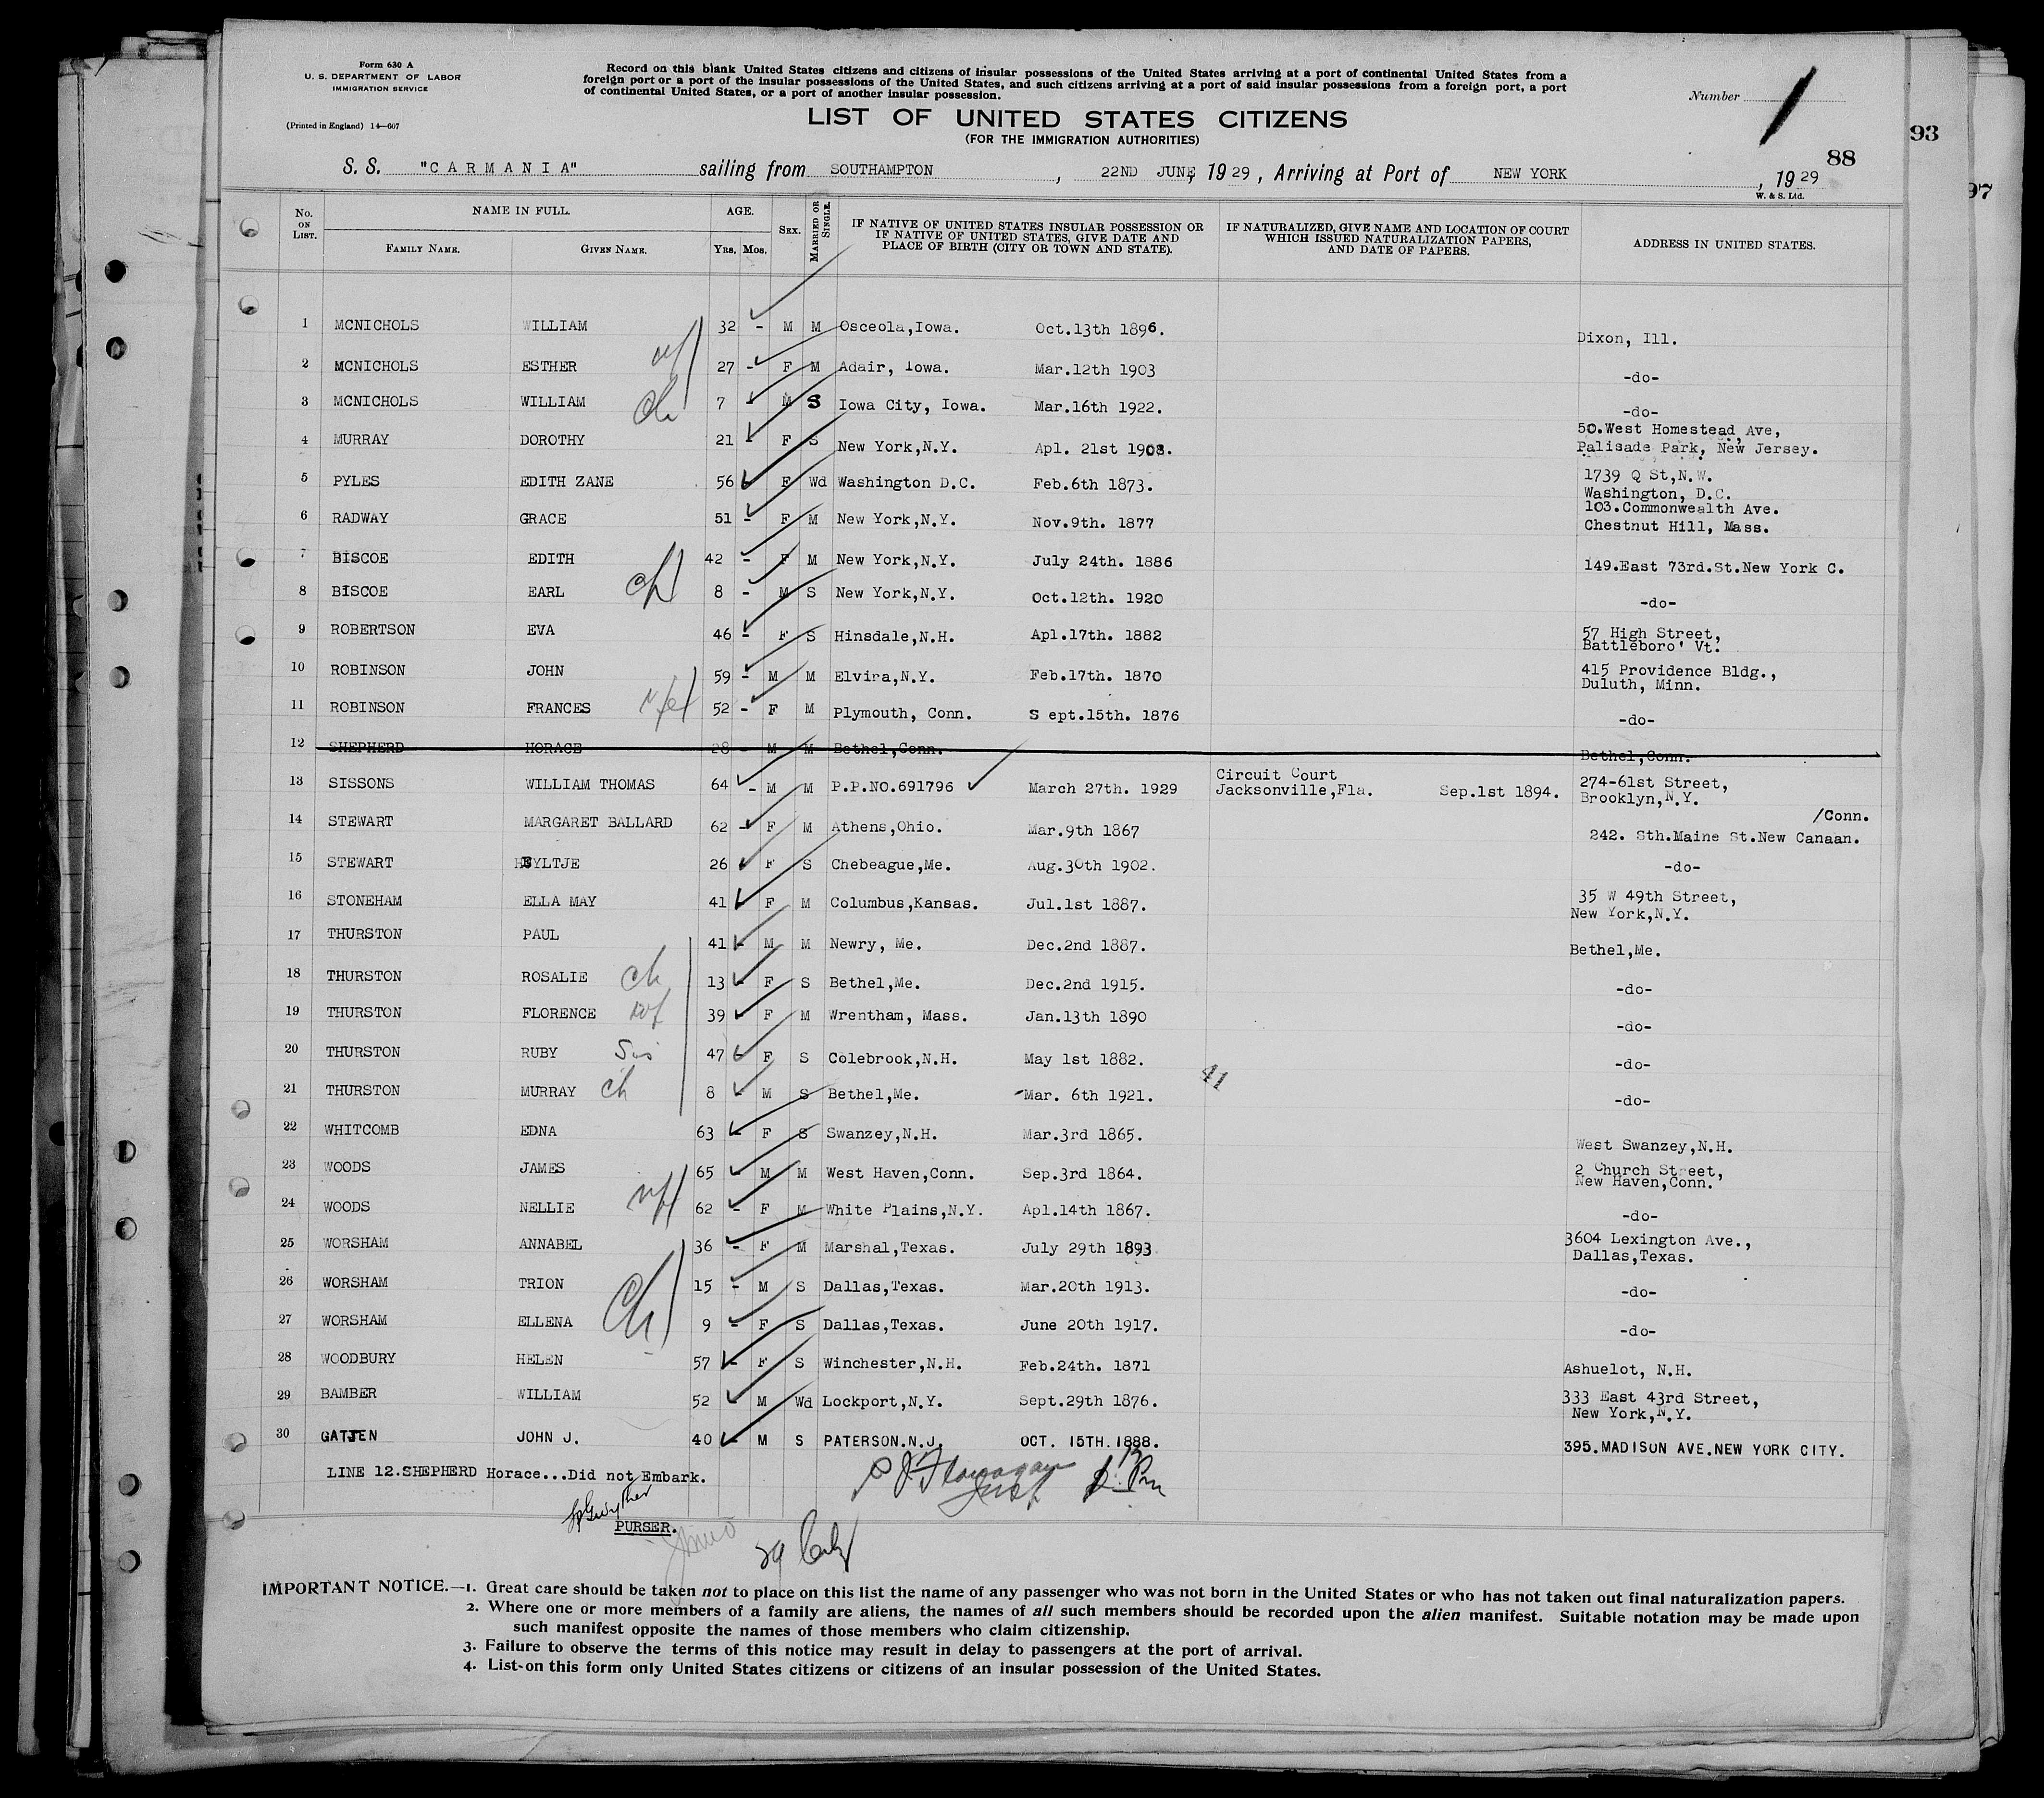 Form 630 A
U. S. DEPARTMENT OF LABOR
IMMIGRATION SERVICE
(Printed in England) 14—607
Record on this blank United States citizens and citizens of insular possessions of the United States arriving at a port of continental United States from a
foreign port or a port of the insular possessions of the United States, and such citizens arriving at a port of said insular possessions from a foreign port, a port
of continental United States, or a port of another insular possession.
Number
93
LIST OF UNITED STATES CITIZENS
(FOR THE IMMIGRATION AUTHORITIES)
88
97
S. S. "CARMANIA" sailing from SOUTHAMPTON, 22ND JUNE, 1929, Arriving at Port of NEW YORK, 1929
W. & S. Ltd.
No. ON LIST.
NAME IN FULL.
FAMILY NAME. GIVEN NAME.
AGE.
Yrs. Mos.
SEX.
MARRIED OR SINGLE.
IF NATIVE OF UNITED STATES INSULAR POSSESSION OR
IF NATIVE OF UNITED STATES, GIVE DATE AND
PLACE OF BIRTH (CITY OR TOWN AND STATE).
IF NATURALIZED, GIVE NAME AND LOCATION OF COURT
WHICH ISSUED NATURALIZATION PAPERS,
AND DATE OF PAPERS.
ADDRESS IN UNITED STATES.
1 MCNICHOLS WILLIAM 32 - M M Osceola,Iowa. Oct.13th 1896. Dixon, Ill.
2 MCNICHOLS ESTHER wf 27 - F M Adair, Iowa. Mar.12th 1903 -do-
3 MCNICHOLS WILLIAM ch 7 - M S Iowa City, Iowa. Mar.16th 1922. -do-
4 MURRAY DOROTHY 21 - F S New York,N.Y. Apl. 21st 1908. 50.West Homestead Ave,
Palisade Park, New Jersey.
5 PYLES EDITH ZANE 56 F Wd Washington D.C. Feb.6th 1873. 1739 Q St,N.W.
Washington, D.C.
6 RADWAY GRACE 51 - F M New York,N.Y. Nov.9th. 1877 103.Commonwealth Ave.
Chestnut Hill, Mass.
7 BISCOE EDITH 42 - F M New York,N.Y. July 24th. 1886 149.East 73rd.St.New York C.
8 BISCOE EARL ch 8 - M S New York,N.Y. Oct.12th. 1920 -do-
9 ROBERTSON EVA 46 - F S Hinsdale,N.H. Apl.17th. 1882 57 High Street,
Battleboro' Vt.
10 ROBINSON JOHN 59 - M M Elvira,N.Y. Feb.17th. 1870 415 Providence Bldg.,
Duluth, Minn.
11 ROBINSON FRANCES wfe 52 - F M Plymouth, Conn. S ept.15th. 1876 -do-
12 SHEPHERD HORACE 28 - M M Bethel,Conn. Bethel,Conn.
13 SISSONS WILLIAM THOMAS 64 - M M P.P.NO.691796 March 27th. 1929 Circuit Court
Jacksonville,Fla. Sep.1st 1894. 274-61st Street,
Brooklyn,N.Y.
14 STEWART MARGARET BALLARD 62 - F M Athens,Ohio. Mar.9th 1867 /Conn.
242. Sth.Maine St.New Canaan.
15 STEWART HYLTJE 26 F S Chebeague,Me. Aug.30th 1902. -do-
16 STONEHAM ELLA MAY 41 F M Columbus,Kansas. Jul.1st 1887. 35 W 49th Street,
New York,N.Y.
17 THURSTON PAUL 41 - M M Newry, Me. Dec.2nd 1887. Bethel,Me.
18 THURSTON ROSALIE ch 13 F S Bethel,Me. Dec.2nd 1915. -do-
19 THURSTON FLORENCE wf 39 F M Wrentham, Mass. Jan.13th 1890 -do-
20 THURSTON RUBY Sis 47 F S Colebrook,N.H. May 1st 1882. -do-
21 THURSTON MURRAY ch 8 M S Bethel,Me. Mar. 6th 1921. 41 -do-
22 WHITCOMB EDNA 63 - F S Swanzey,N.H. Mar.3rd 1865. West Swanzey,N.H.
23 WOODS JAMES 65 - M M West Haven,Conn. Sep.3rd 1864. 2 Church Street,
New Haven,Conn.
24 WOODS NELLIE wf 62 - F M White Plains,N.Y. Apl.14th 1867. -do-
25 WORSHAM ANNABEL 36 - F M Marshal,Texas. July 29th 1893 3604 Lexington Ave.,
Dallas,Texas.
26 WORSHAM TRION 15 - M S Dallas,Texas. Mar.20th 1913. -do-
27 WORSHAM ELLENA Ch 9 - F S Dallas,Texas. June 20th 1917. -do-
28 WOODBURY HELEN 57 - F S Winchester,N.H. Feb.24th. 1871 Ashuelot, N.H.
29 BAMBER WILLIAM 52 M Wd Lockport,N.Y. Sept.29th 1876. 333 East 43rd Street,
New York,N.Y.
30 GATJEN JOHN J. 40 - M S PATERSON.N.J. OCT. 15TH.1888. 395.MADISON AVE.NEW YORK CITY.
LINE 12.SHEPHERD Horace...Did not Embark.
PURSER.
IMPORTANT NOTICE.—1. Great care should be taken not to place on this list the name of any passenger who was not born in the United States or who has not taken out final naturalization papers.
2. Where one or more members of a family are aliens, the names of all such members should be recorded upon the alien manifest. Suitable notation may be made upon
such manifest opposite the names of those members who claim citizenship.
3. Failure to observe the terms of this notice may result in delay to passengers at the port of arrival.
4. List on this form only United States citizens or citizens of an insular possession of the United States.